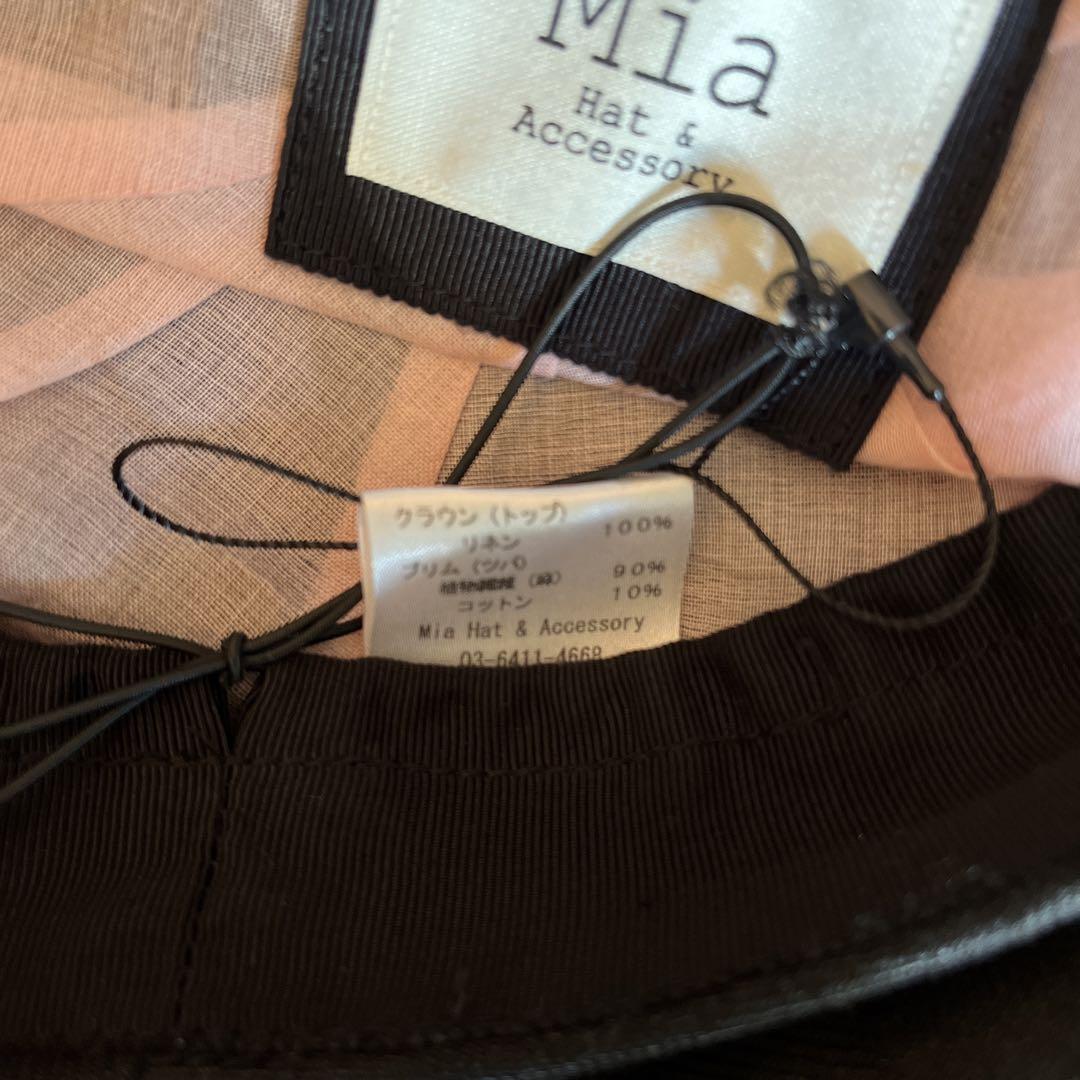 Mia
Hat &
Accessory
クラウン (トップ)
リネン 100%
ブリム (ツバ)
植物繊維 (麻) 90%
コットン 10%
Mia Hat & Accessory
03-6411-4668